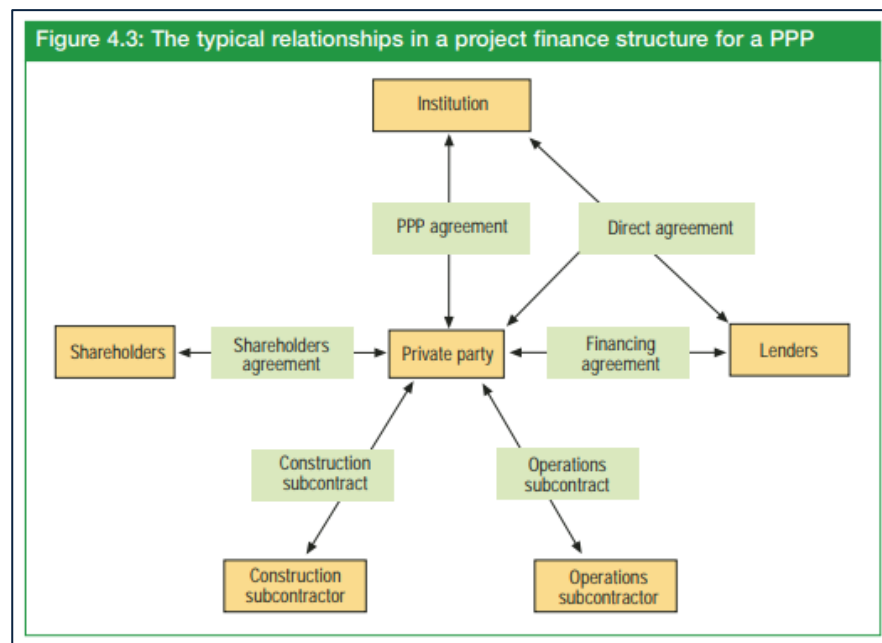 Figure 4.3: The typical relationships in a project finance structure for a PPP
Institution
PPP agreement
Direct agreement
Shareholders
Shareholders
agreement
Private party
Financing
agreement
Lenders
Construction
subcontract
Operations
subcontract
Construction
subcontractor
Operations
subcontractor